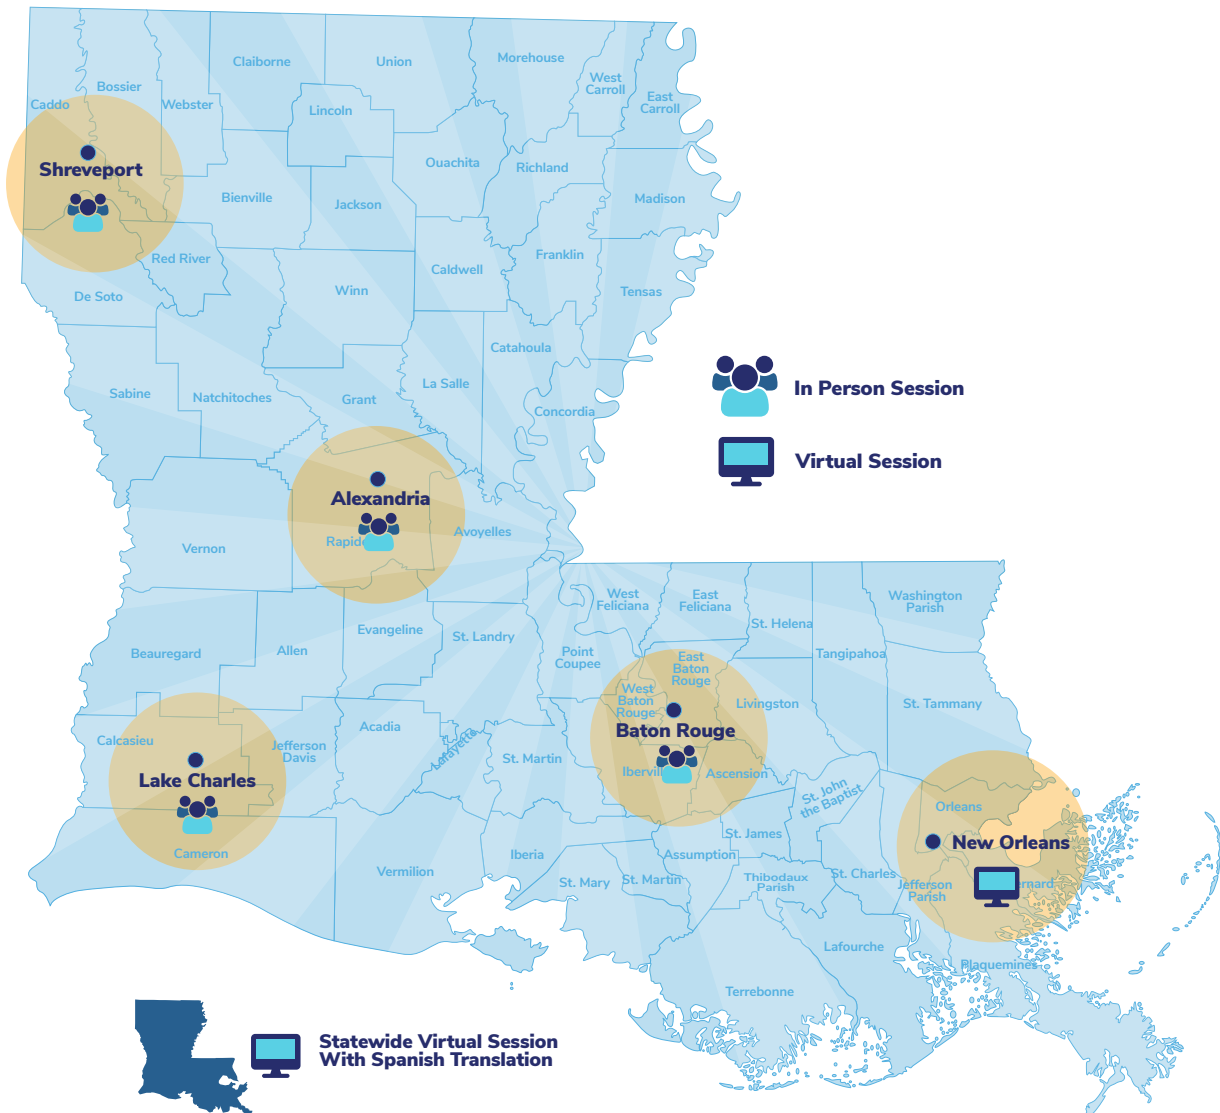 Claiborne
Union
Morehouse
West
Carroll
East
Carroll
Bossier
Caddo
Webster
Lincoln
Ouachita
Richland
Shreveport
Bienville
Jackson
Madison
Red River
Franklin
Caldwell
De Soto
Winn
Tensas
Catahoula
La Salle
Sabine
Natchitoches
Grant
Concordia
In Person Session
Virtual Session
Alexandria
Avoyelles
Vernon
West
Feliciana
East
Feliciana
Washington
Parish
St. Helena
Evangeline
St. Landry
Beauregard
Allen
Point
Coupee
East
Baton
Rouge
Tangipahoa
West
Baton
Rouge
Livingston
St. Tammany
Acadia
Baton Rouge
Calcasieu
Jefferson
Davis
Lafayette
St. Martin
Lake Charles
Ascension
St. John
the Baptist
Orleans
St. James
New Orleans
Cameron
Iberia
Assumption
Vermilion
St. Mary
St. Martin
Thibodaux
Parish
St. Charles
Jefferson
Parish
Lafourche
Plaquemines
Terrebonne
Statewide Virtual Session
With Spanish Translation